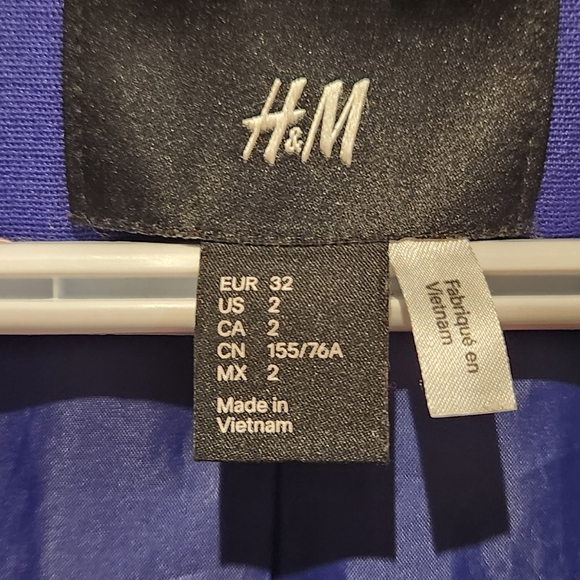 H&M
EUR 32
US 2
CA 2
CN 155/76A
MX 2
Made in
Vietnam
Fabriqué en
Vietnam